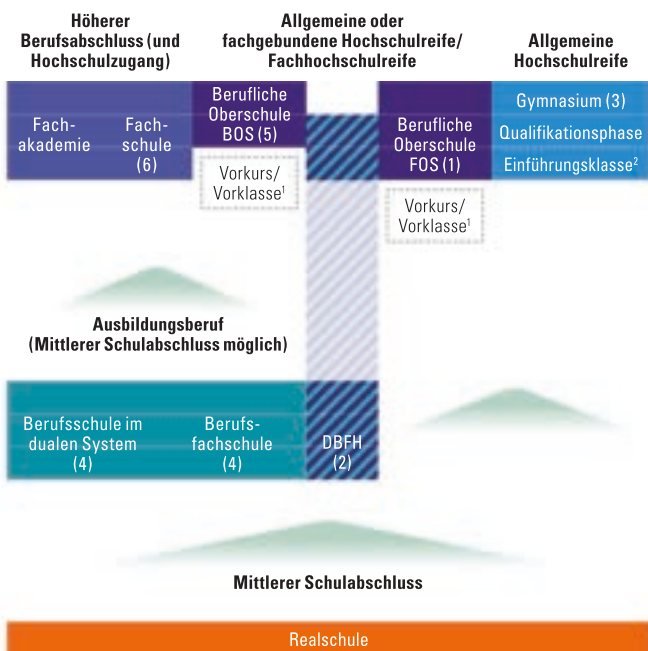 Höherer
Berufsabschluss (und
Hochschulzugang)
Allgemeine oder
fachgebundene Hochschulreife/
Fachhochschulreife
Allgemeine
Hochschulreife
Fach-
akademie
Fach-
schule
(6)
Berufliche
Oberschule
BOS (5)
Vorkurs/
Vorklasse¹
Berufliche
Oberschule
FOS (1)
Vorkurs/
Vorklasse¹
Gymnasium (3)
Qualifikationsphase
Einführungsklasse²
Ausbildungsberuf
(Mittlerer Schulabschluss möglich)
Berufsschule im
dualen System
(4)
Berufs-
fachschule
(4)
DBFH
(2)
Mittlerer Schulabschluss
Realschule